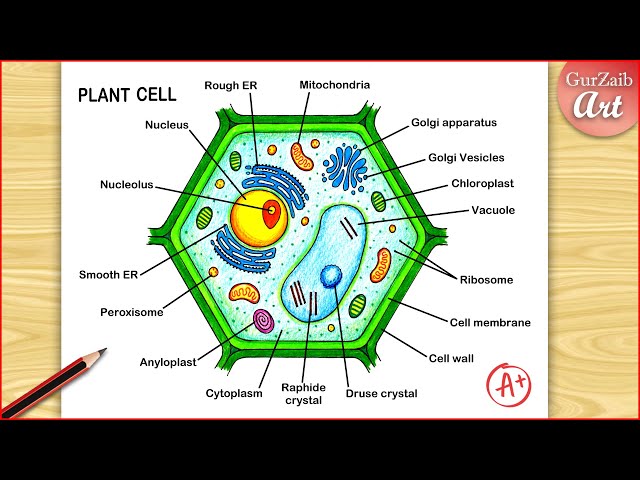 GurZaib
Art
PLANT CELL
Rough ER
Mitochondria
Nucleus
Golgi apparatus
Golgi Vesicles
Nucleolus
Chloroplast
Vacuole
Smooth ER
Ribosome
Peroxisome
Cell membrane
Anyloplast
Cell wall
Cytoplasm
Raphide
crystal
Druse crystal
A+